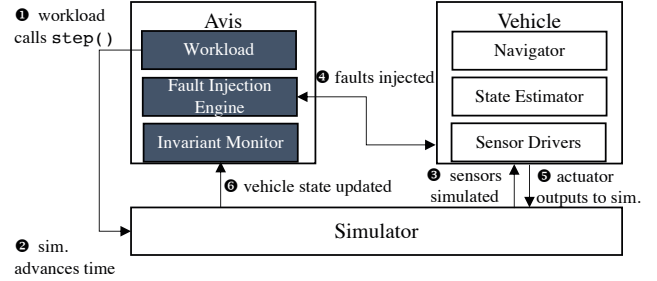 ❶ workload
calls step()
Avis
Workload
Fault Injection
Engine
Invariant Monitor
❹ faults injected
Vehicle
Navigator
State Estimator
Sensor Drivers
❸ sensors
simulated
❺ actuator
outputs to sim.
❻ vehicle state updated
❷ sim.
advances time
Simulator